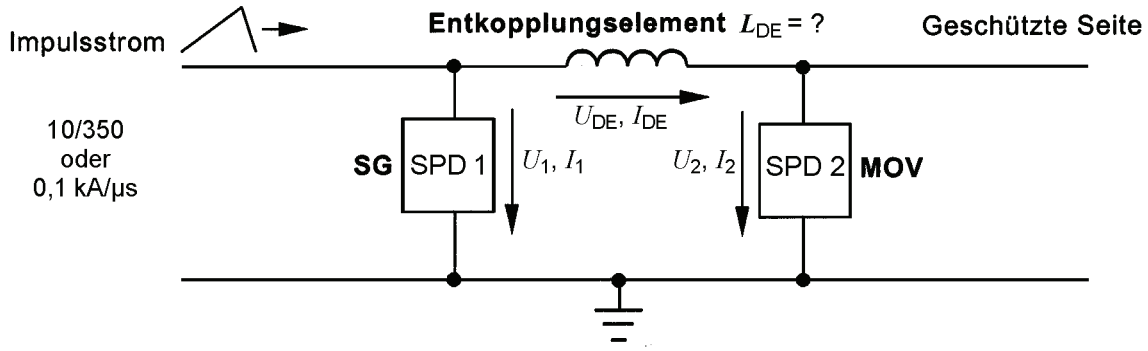 Impulsstrom
Entkopplungselement L_DE = ?
Geschützte Seite
10/350
oder
0,1 kA/µs
U_DE, I_DE
SG
SPD 1
U_1, I_1
U_2, I_2
SPD 2
MOV